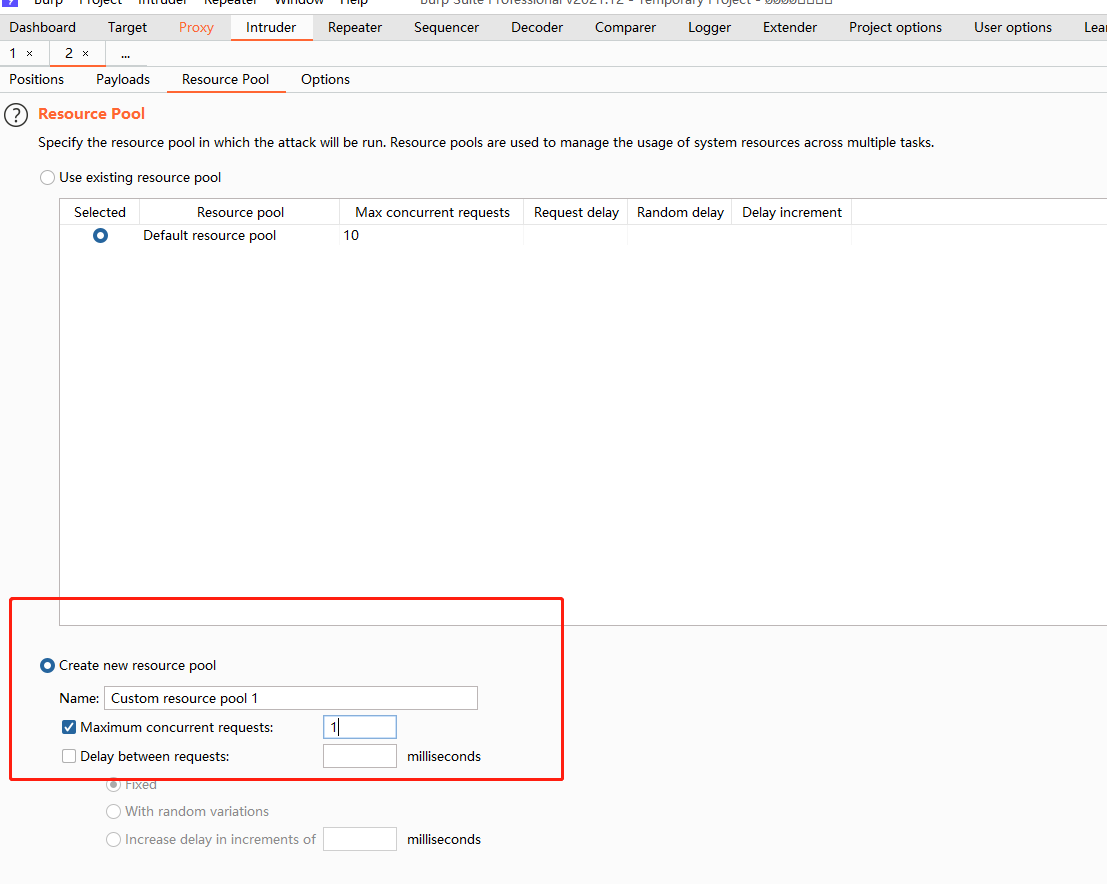 Burp Project Intruder Repeater Window Help Burp Suite Professional v2021.12 - Temporary Project -
Dashboard Target Proxy Intruder Repeater Sequencer Decoder Comparer Logger Extender Project options User options Lea
1 × 2 × ...
Positions Payloads Resource Pool Options
? Resource Pool
Specify the resource pool in which the attack will be run. Resource pools are used to manage the usage of system resources across multiple tasks.
Use existing resource pool
Selected Resource pool Max concurrent requests Request delay Random delay Delay increment
Default resource pool 10
Create new resource pool
Name: Custom resource pool 1
Maximum concurrent requests: 1
Delay between requests: milliseconds
Fixed
With random variations
Increase delay in increments of milliseconds